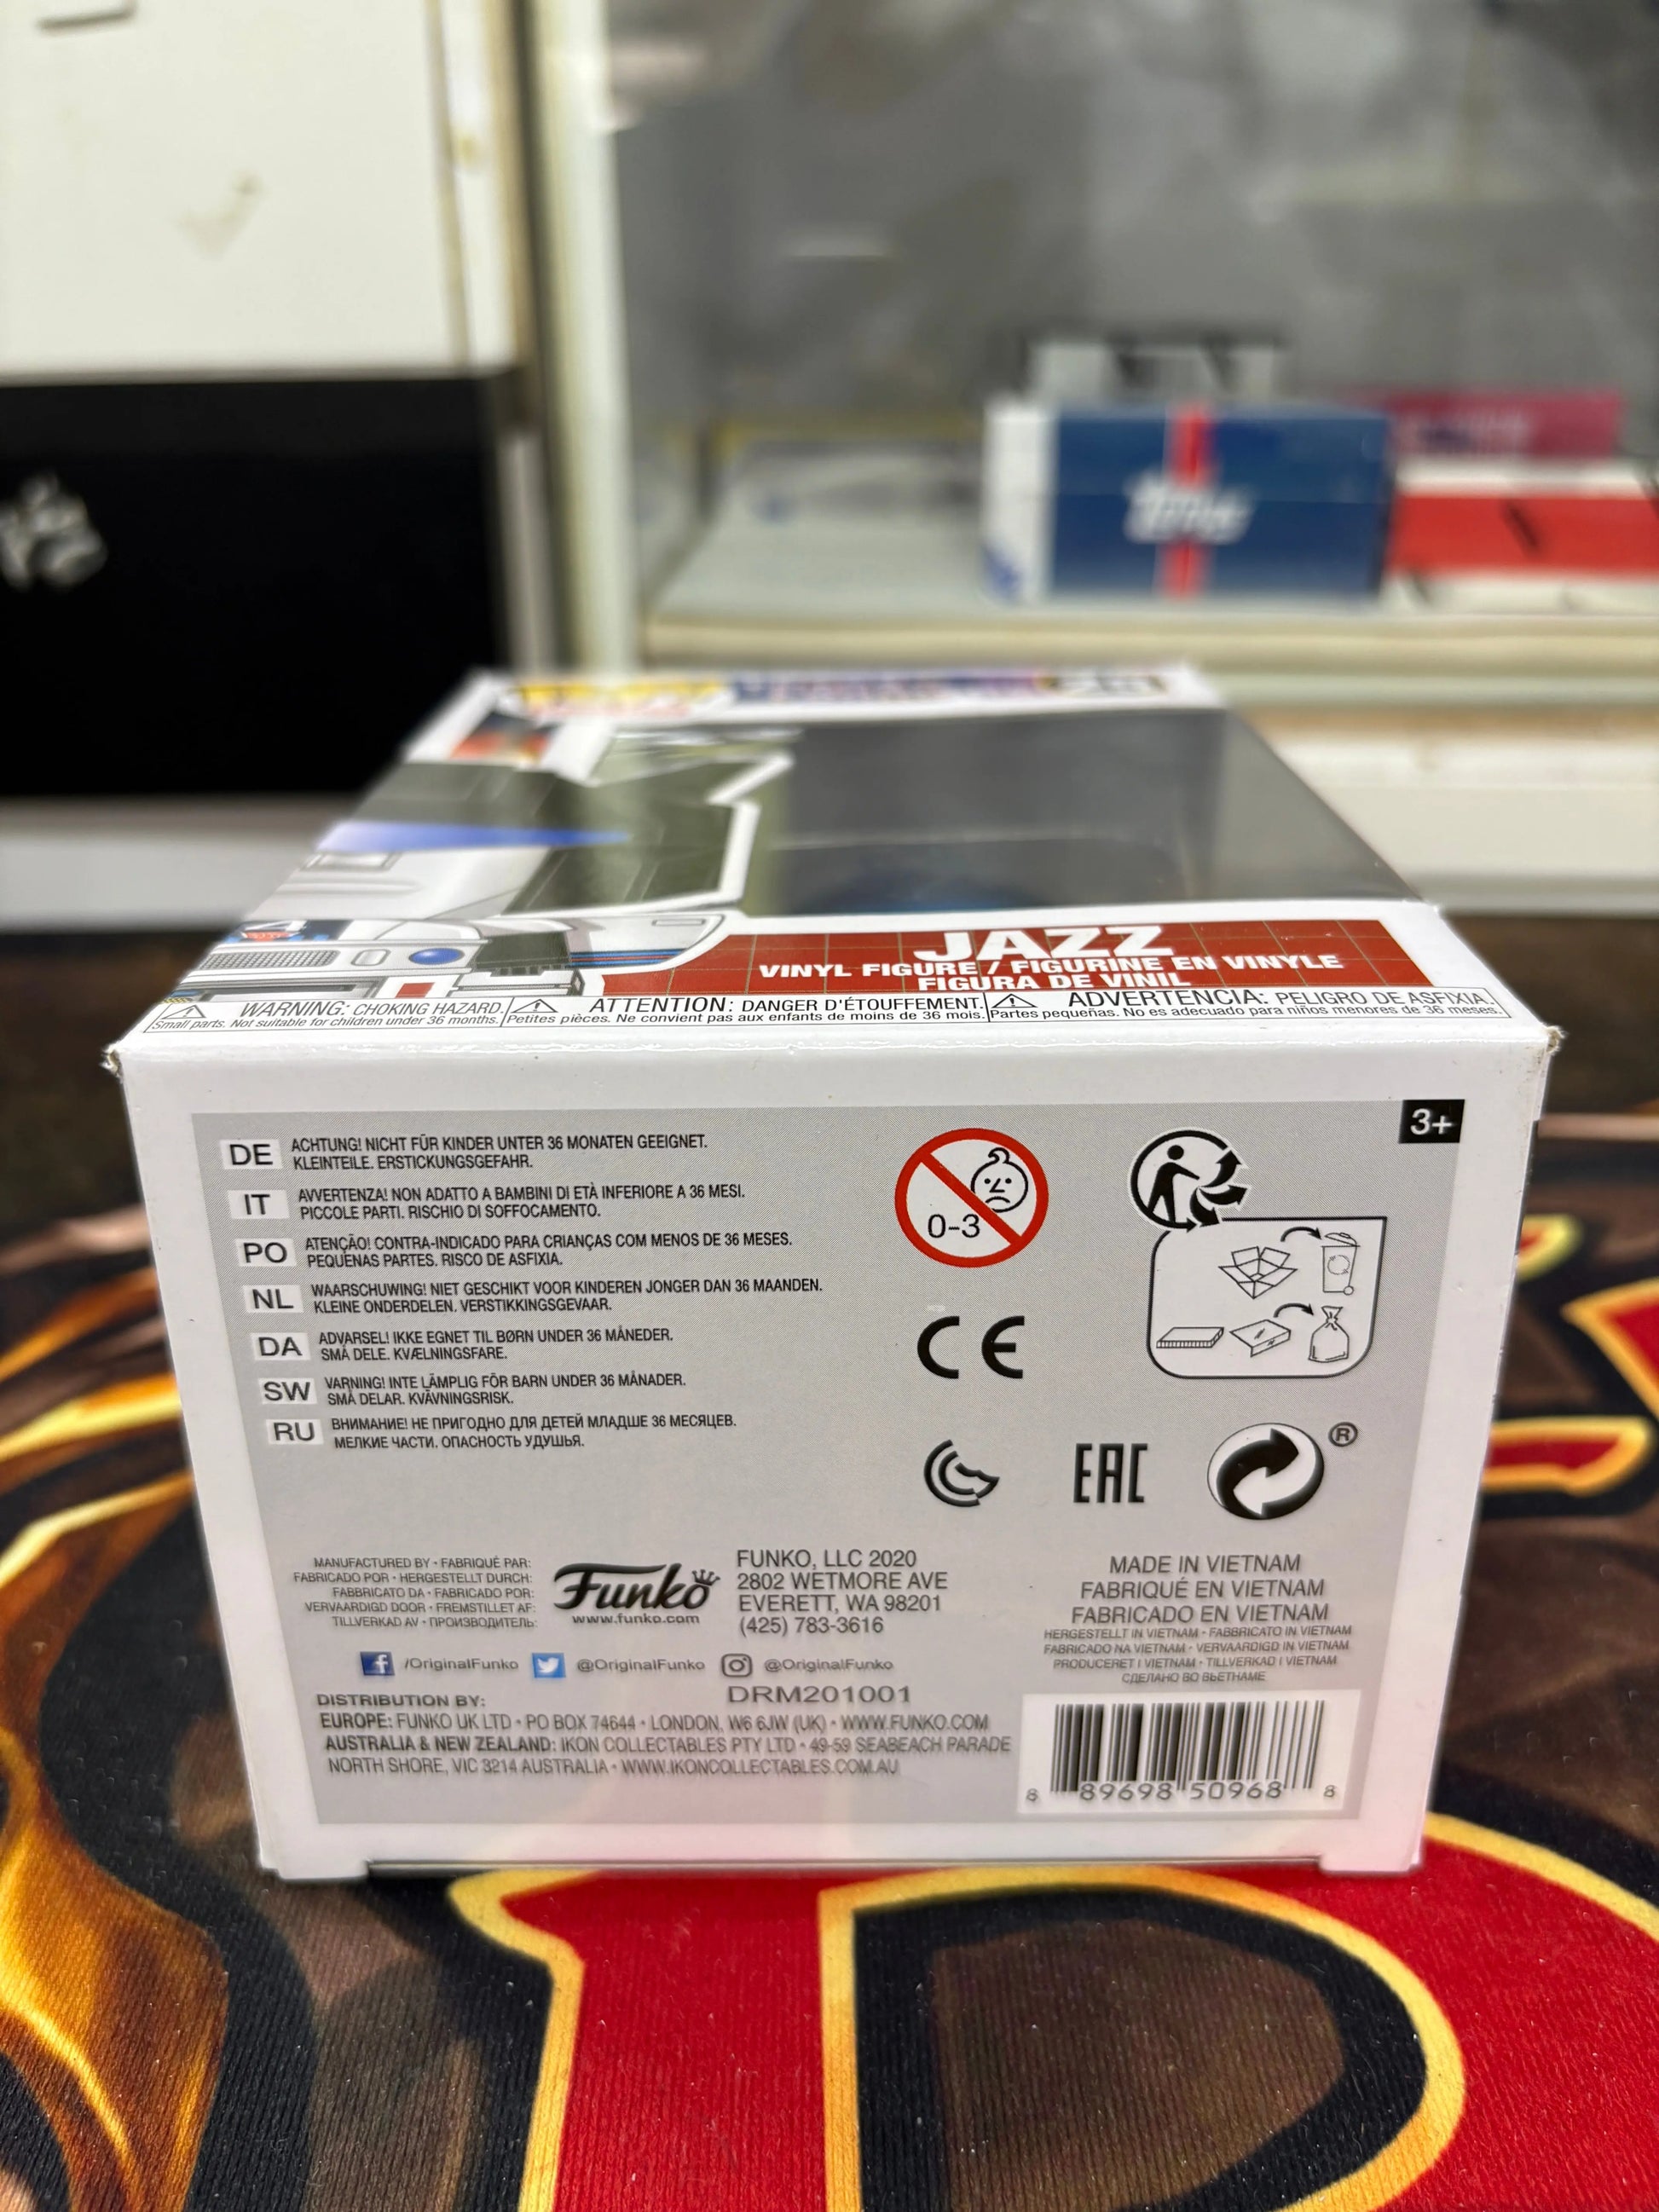 JAZZ
VINYL FIGURE / FIGURINE EN VINYLE
FIGURA DE VINIL
WARNING: CHOKING HAZARD.
Small parts. Not suitable for children under 36 months.
ATTENTION: DANGER D'ÉTOUFFEMENT.
Petites pièces. Ne convient pas aux enfants de moins de 36 mois.
ADVERTENCIA: PELIGRO DE ASFIXIA.
Partes pequeñas. No es adecuado para niños menores de 36 meses.
3+
DE ACHTUNG! NICHT FÜR KINDER UNTER 36 MONATEN GEEIGNET.
KLEINTEILE. ERSTICKUNGSGEFAHR.
IT AVVERTENZA! NON ADATTO A BAMBINI DI ETÀ INFERIORE A 36 MESI.
PICCOLE PARTI. RISCHIO DI SOFFOCAMENTO.
PO ATENÇÃO! CONTRA-INDICADO PARA CRIANÇAS COM MENOS DE 36 MESES.
PEQUENAS PARTES. RISCO DE ASFIXIA.
NL WAARSCHUWING! NIET GESCHIKT VOOR KINDEREN JONGER DAN 36 MAANDEN.
KLEINE ONDERDELEN. VERSTIKKINGSGEVAAR.
DA ADVARSEL! IKKE EGNET TIL BØRN UNDER 36 MÅNEDER.
SMÅ DELE. KVÆLNINGSFARE.
SW VARNING! INTE LÄMPLIG FÖR BARN UNDER 36 MÅNADER.
SMÅ DELAR. KVÄVNINGSRISK.
RU ВНИМАНИЕ! НЕ ПРИГОДНО ДЛЯ ДЕТЕЙ МЛАДШЕ 36 МЕСЯЦЕВ.
МЕЛКИЕ ЧАСТИ. ОПАСНОСТЬ УДУШЬЯ.
0-3
CE
EAC
®
MANUFACTURED BY • FABRIQUÉ PAR:
FABRICADO POR • HERGESTELLT DURCH:
FABBRICATO DA • FABRICADO POR:
VERVAARDIGD DOOR • FREMSTILLET AF:
TILLVERKAD AV • ПРОИЗВОДИТЕЛЬ:
Funko
www.funko.com
FUNKO, LLC 2020
2802 WETMORE AVE
EVERETT, WA 98201
(425) 783-3616
MADE IN VIETNAM
FABRIQUÉ EN VIETNAM
FABRICADO EN VIETNAM
HERGESTELLT IN VIETNAM • FABBRICATO IN VIETNAM
FABRICADO NA VIETNAM • VERVAARDIGD IN VIETNAM
PRODUCERET I VIETNAM • TILLVERKAD I VIETNAM
СДЕЛАНО ВО ВЬЕТНАМЕ
/OriginalFunko @OriginalFunko @OriginalFunko
DRM201001
DISTRIBUTION BY:
EUROPE: FUNKO UK LTD • PO BOX 74644 • LONDON, W6 6JW (UK) • WWW.FUNKO.COM
AUSTRALIA & NEW ZEALAND: IKON COLLECTABLES PTY LTD • 49-59 SEABEACH PARADE
NORTH SHORE, VIC 3214 AUSTRALIA • WWW.IKONCOLLECTABLES.COM.AU
8 89698 50968 8